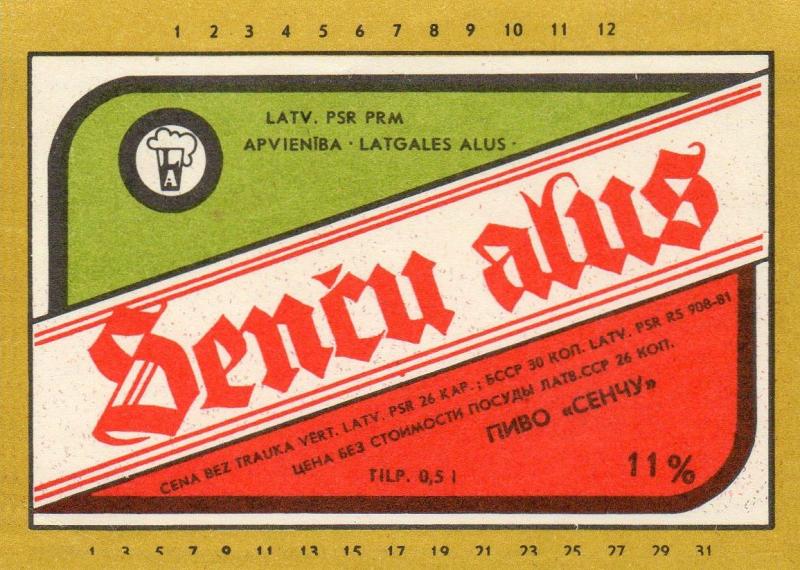 1 2 3 4 5 6 7 8 9 10 11 12
LATV. PSR PRM
APVIENĪBA · LATGALES ALUS ·
LA
Senču alus
CENA BEZ TRAUKA VERT. LATV. PSR 26 KAP.; БССР 30 КОП. LATV. PSR RS 908-81
ЦЕНА БЕЗ СТОИМОСТИ ПОСУДЫ ЛАТВ.ССР 26 КОП.
ПИВО «СЕНЧУ»
TILP. 0,5 l
11%
1 3 5 7 9 11 13 15 17 19 21 23 25 27 29 31